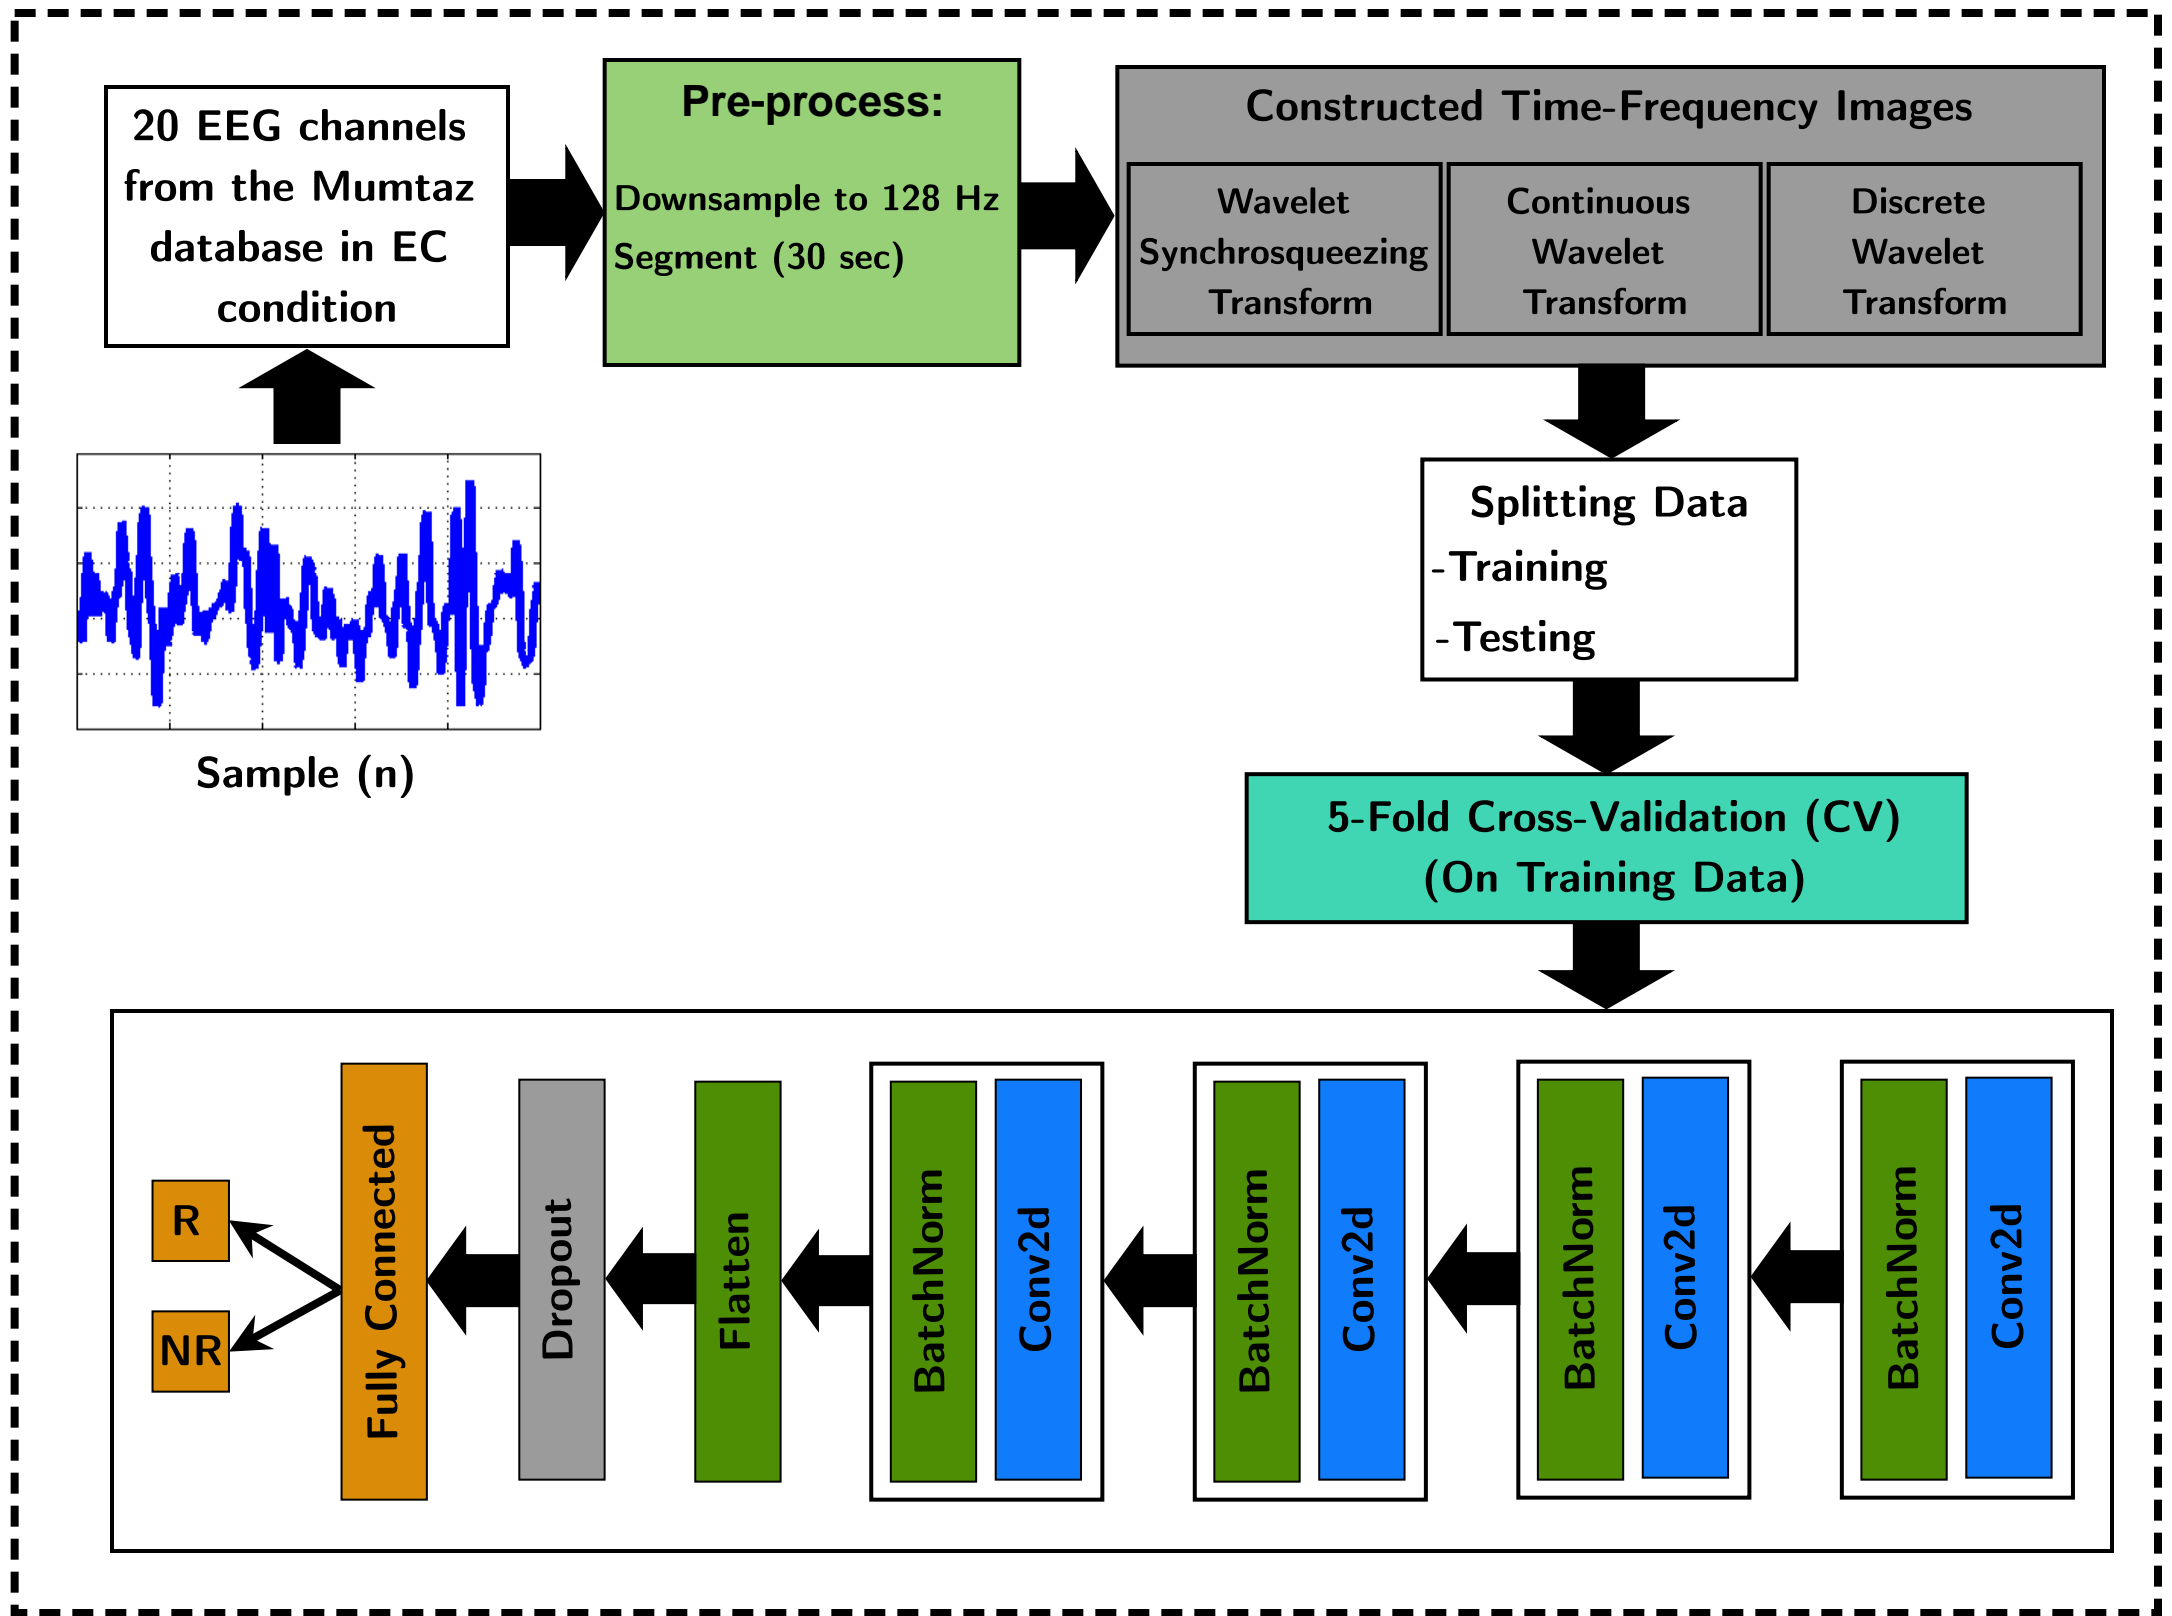 20 EEG channels
from the Mumtaz
database in EC
condition
Pre-process:
Downsample to 128 Hz
Segment (30 sec)
Constructed Time-Frequency Images
Wavelet
Synchrosqueezing
Transform
Continuous
Wavelet
Transform
Discrete
Wavelet
Transform
Sample (n)
Splitting Data
-Training
-Testing
5-Fold Cross-Validation (CV)
(On Training Data)
R
NR
Fully Connected
Dropout
Flatten
BatchNorm
Conv2d
BatchNorm
Conv2d
BatchNorm
Conv2d
BatchNorm
Conv2d